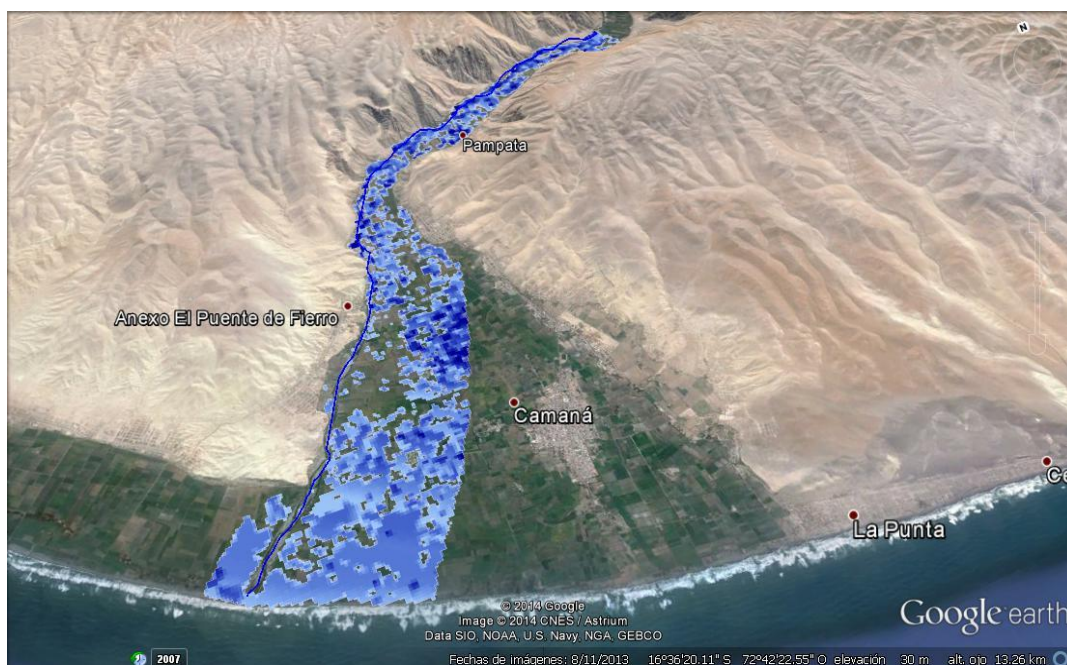 N
Pampata
Anexo El Puente de Fierro
Camaná
Ce
La Punta
© 2014 Google
Image © 2014 CNES / Astrium
Data SIO, NOAA, U.S. Navy, NGA, GEBCO
Google earth
2007
Fechas de imágenes: 8/11/2013 16°36'20.11" S 72°42'22.55" O elevación 30 m alt. ojo 13.26 km